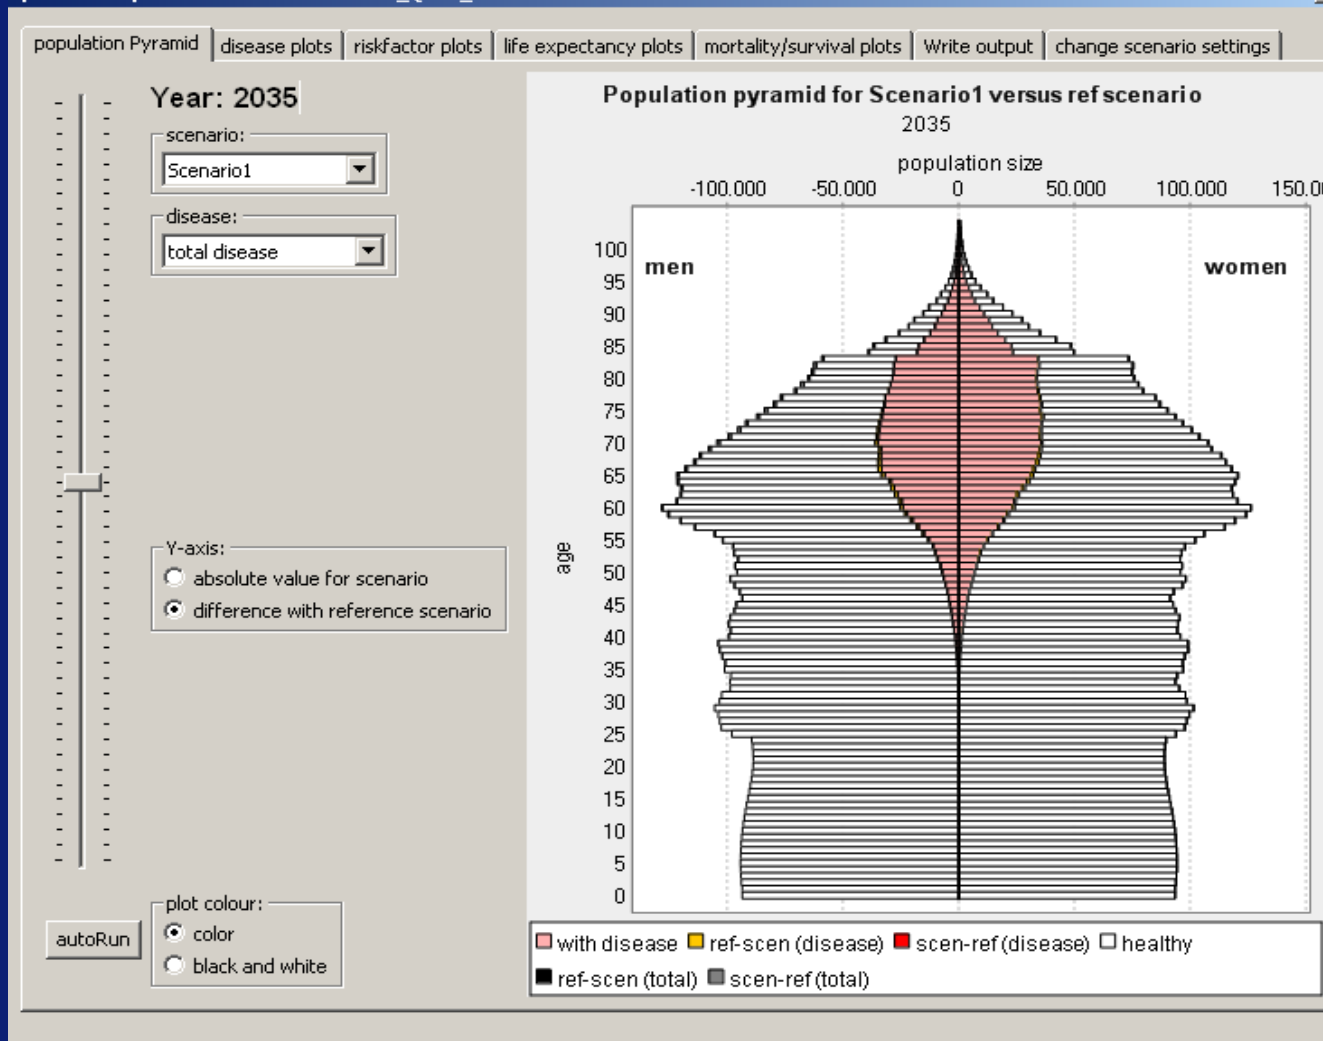 population Pyramid disease plots riskfactor plots life expectancy plots mortality/survival plots Write output change scenario settings
Year: 2035
scenario:
Scenario1
disease:
total disease
Y-axis:
absolute value for scenario
difference with reference scenario
autoRun
plot colour:
color
black and white
Population pyramid for Scenario1 versus ref scenario
2035
population size
-100.000 -50.000 0 50.000 100.000 150.0
men
women
age
100
95
90
85
80
75
70
65
60
55
50
45
40
35
30
25
20
15
10
5
0
with disease ref-scen (disease) scen-ref (disease) healthy
ref-scen (total) scen-ref (total)